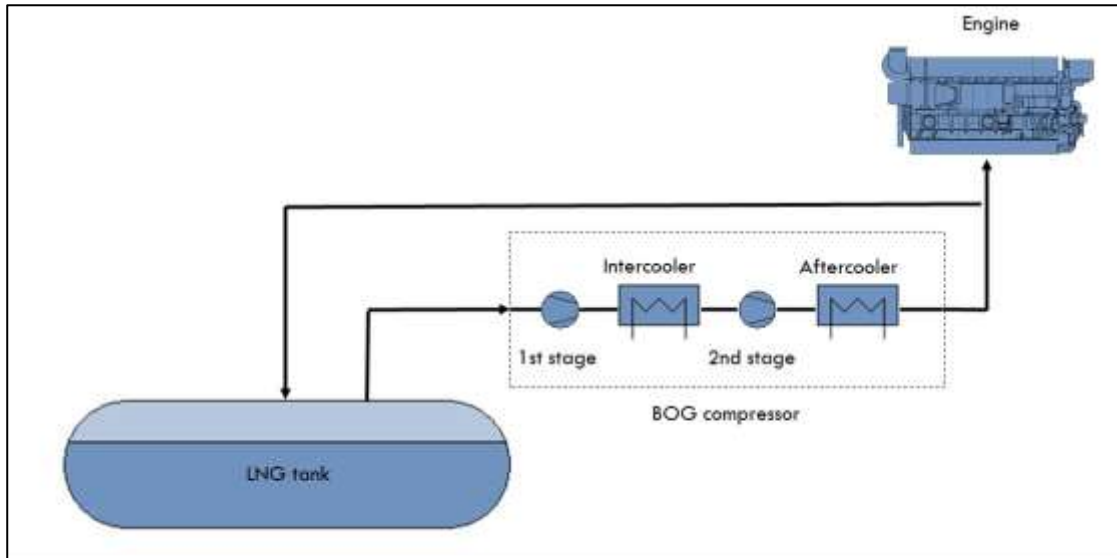 Engine
Intercooler
Aftercooler
1st stage
2nd stage
BOG compressor
LNG tank